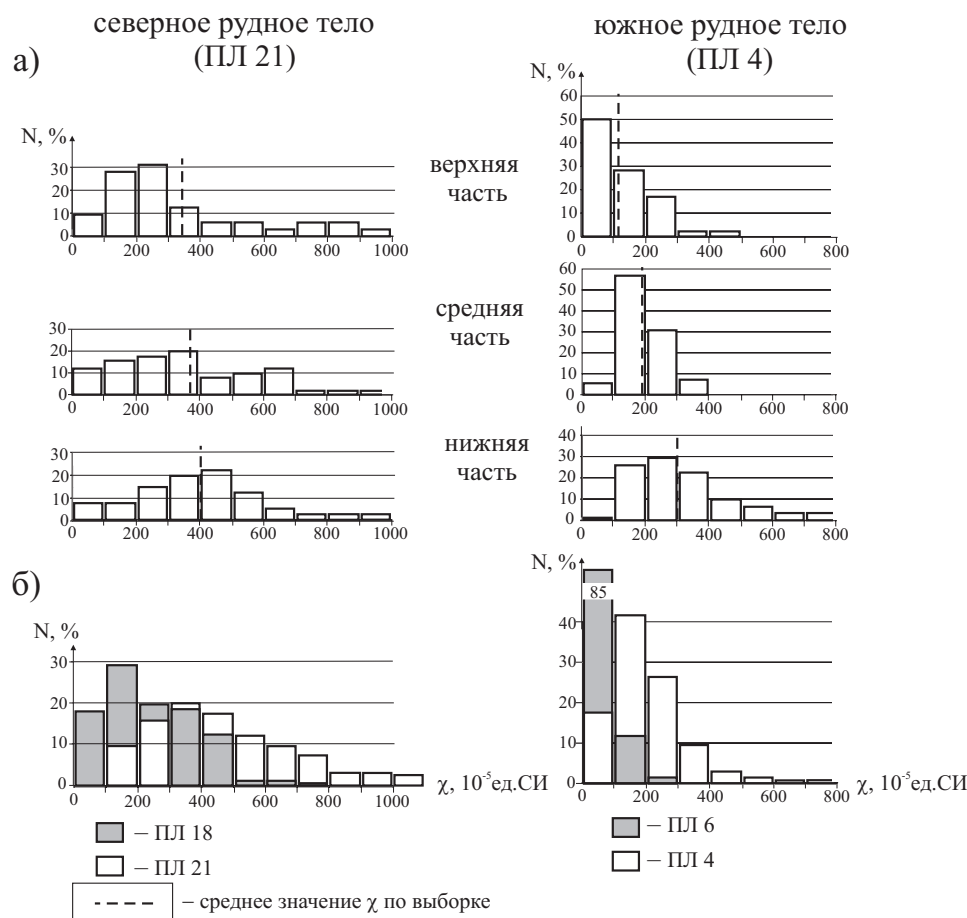 северное рудное тело
(ПЛ 21)
южное рудное тело
(ПЛ 4)
а)
N, %
30
20
10
0
0 200 400 600 800 1000
верхняя
часть
N, %
60
50
40
30
20
10
0
0 200 400 600 800
30
20
10
0
0 200 400 600 800 1000
средняя
часть
60
50
40
30
20
10
0
0 200 400 600 800
30
20
10
0
0 200 400 600 800 1000
нижняя
часть
40
30
20
10
0
0 200 400 600 800
б)
N, %
30
20
10
0
0 200 400 600 800 1000
χ, 10⁻⁵ед.СИ
N, %
85
40
30
20
10
0
0 200 400 600 800
χ, 10⁻⁵ед.СИ
– ПЛ 18
– ПЛ 21
– ПЛ 6
– ПЛ 4
– среднее значение χ по выборке